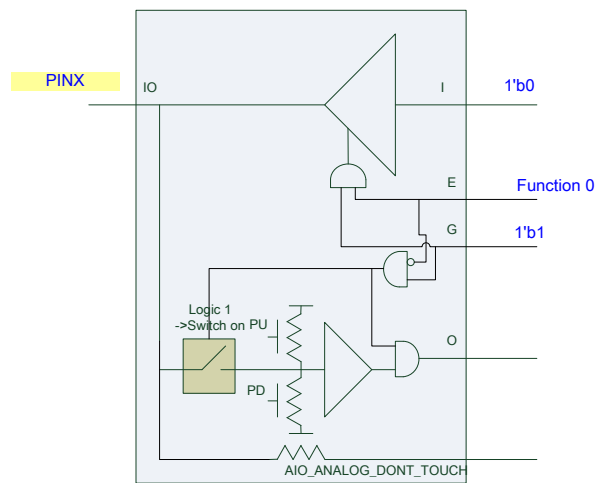 PINX
IO
I
1'b0
E
Function 0
G
1'b1
Logic 1
->Switch on
PU
O
PD
AIO_ANALOG_DONT_TOUCH